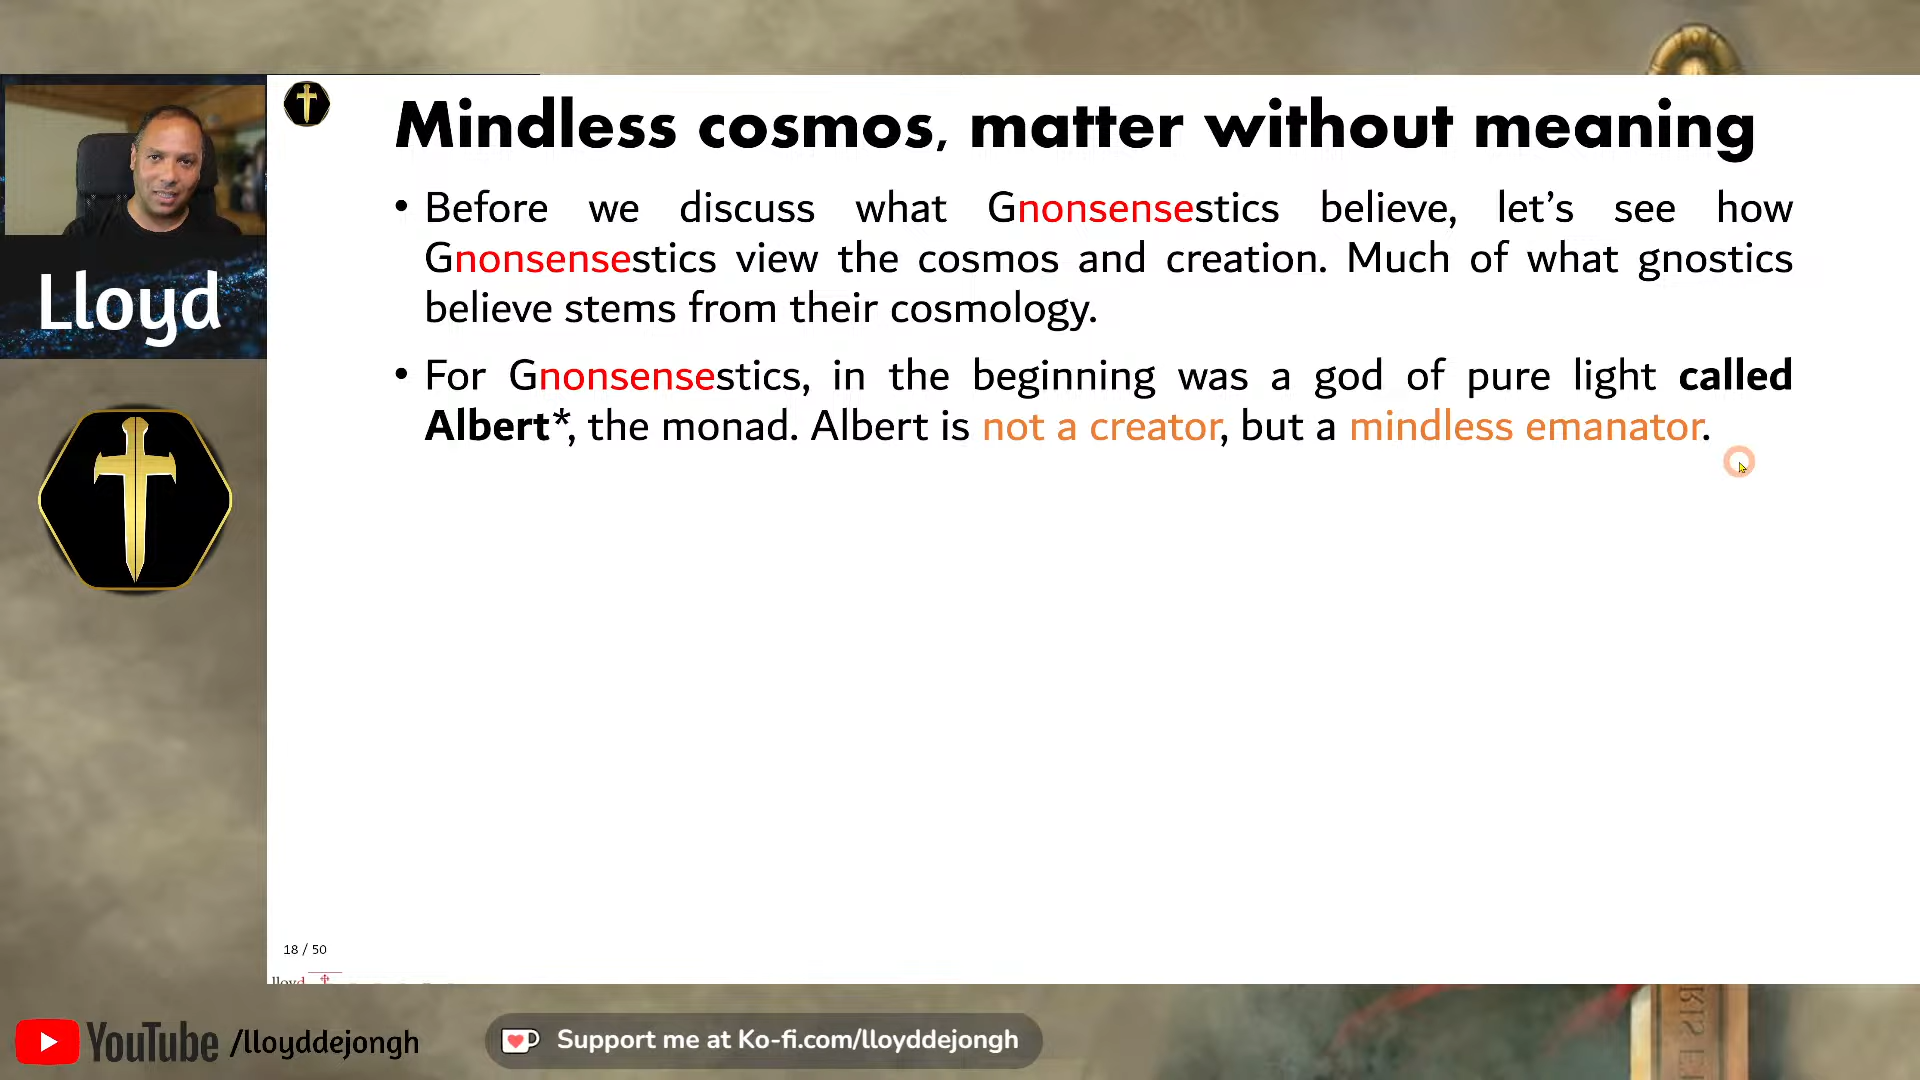 Mindless cosmos, matter without meaning
• Before we discuss what Gnonsensestics believe, let’s see how
Gnonsensestics view the cosmos and creation. Much of what gnostics
believe stems from their cosmology.
• For Gnonsensestics, in the beginning was a god of pure light called
Albert*, the monad. Albert is not a creator, but a mindless emanator.
Lloyd
18 / 50
lloyd
YouTube /lloyddejongh
Support me at Ko-fi.com/lloyddejongh